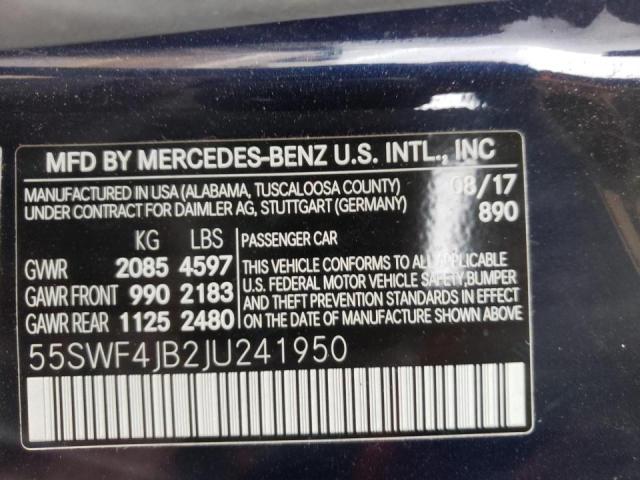 MFD BY MERCEDES-BENZ U.S. INTL., INC
MANUFACTURED IN USA (ALABAMA, TUSCALOOSA COUNTY) 08/17
UNDER CONTRACT FOR DAIMLER AG, STUTTGART (GERMANY) 890
KG LBS
GVWR 2085 4597
GAWR FRONT 990 2183
GAWR REAR 1125 2480
PASSENGER CAR
THIS VEHICLE CONFORMS TO ALL APPLICABLE
U.S. FEDERAL MOTOR VEHICLE SAFETY,BUMPER
AND THEFT PREVENTION STANDARDS IN EFFECT
ON THE DATE OF MANUFACTURE SHOWN ABOVE.
55SWF4JB2JU241950